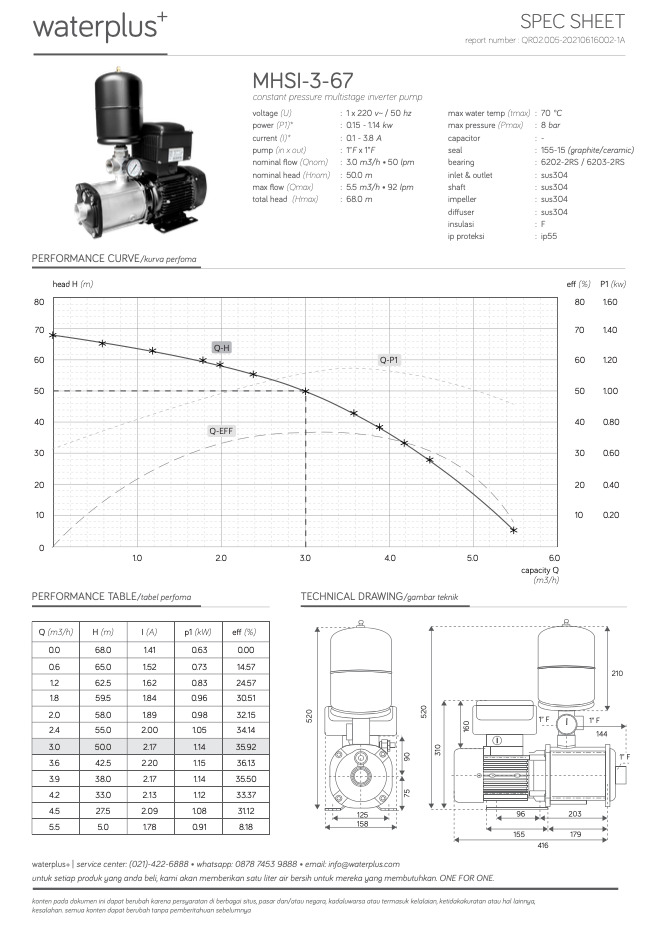 waterplus+
SPEC SHEET
report number : QR02.005-20210616002-1A
MHSI-3-67
constant pressure multistage inverter pump
voltage (U) : 1 x 220 v~ / 50 hz
power (P1)* : 0.15 - 1.14 kw
current (I)* : 0.1 - 3.8 A
pump (in x out) : 1"F x 1"F
nominal flow (Qnom) : 3.0 m3/h • 50 lpm
nominal head (Hnom) : 50.0 m
max flow (Qmax) : 5.5 m3/h • 92 lpm
total head (Hmax) : 68.0 m
max water temp (tmax) : 70 °C
max pressure (Pmax) : 8 bar
capacitor : -
seal : 155-15 (graphite/ceramic)
bearing : 6202-2RS / 6203-2RS
inlet & outlet : sus304
shaft : sus304
impeller : sus304
diffuser : sus304
insulasi : F
ip proteksi : ip55
PERFORMANCE CURVE/kurva perfoma
head H (m) eff (%) P1 (kw)
80 80 1.60
70 70 1.40
Q-H
60 Q-P1 60 1.20
50 50 1.00
40 Q-EFF 40 0.80
30 30 0.60
20 20 0.40
10 10 0.20
0
1.0 2.0 3.0 4.0 5.0 6.0
capacity Q
(m3/h)
PERFORMANCE TABLE/tabel perfoma
Q (m3/h) H (m) I (A) p1 (kW) eff (%)
0.0 68.0 1.41 0.63 0.00
0.6 65.0 1.52 0.73 14.57
1.2 62.5 1.62 0.83 24.57
1.8 59.5 1.84 0.96 30.51
2.0 58.0 1.89 0.98 32.15
2.4 55.0 2.00 1.05 34.14
3.0 50.0 2.17 1.14 35.92
3.6 42.5 2.20 1.15 36.13
3.9 38.0 2.17 1.14 35.50
4.2 33.0 2.13 1.12 33.37
4.5 27.5 2.09 1.08 31.12
5.5 5.0 1.78 0.91 8.18
TECHNICAL DRAWING/gambar teknik
520
90
75
125
158
520
310
160
210
1" F
1" F
144
1" F
96
203
155
179
416
waterplus+ | service center: (021)-422-6888 • whatsapp: 0878 7453 9888 • email: info@waterplus.com
untuk setiap produk yang anda beli, kami akan memberikan satu liter air bersih untuk mereka yang membutuhkan. ONE FOR ONE.
konten pada dokumen ini dapat berubah karena persyaratan di berbagai situs, pasar dan/atau negara, kadaluwarsa atau termasuk kelalaian, ketidakakuratan atau hal lainnya,
kesalahan. semua konten dapat berubah tanpa pemberitahuan sebelumnya